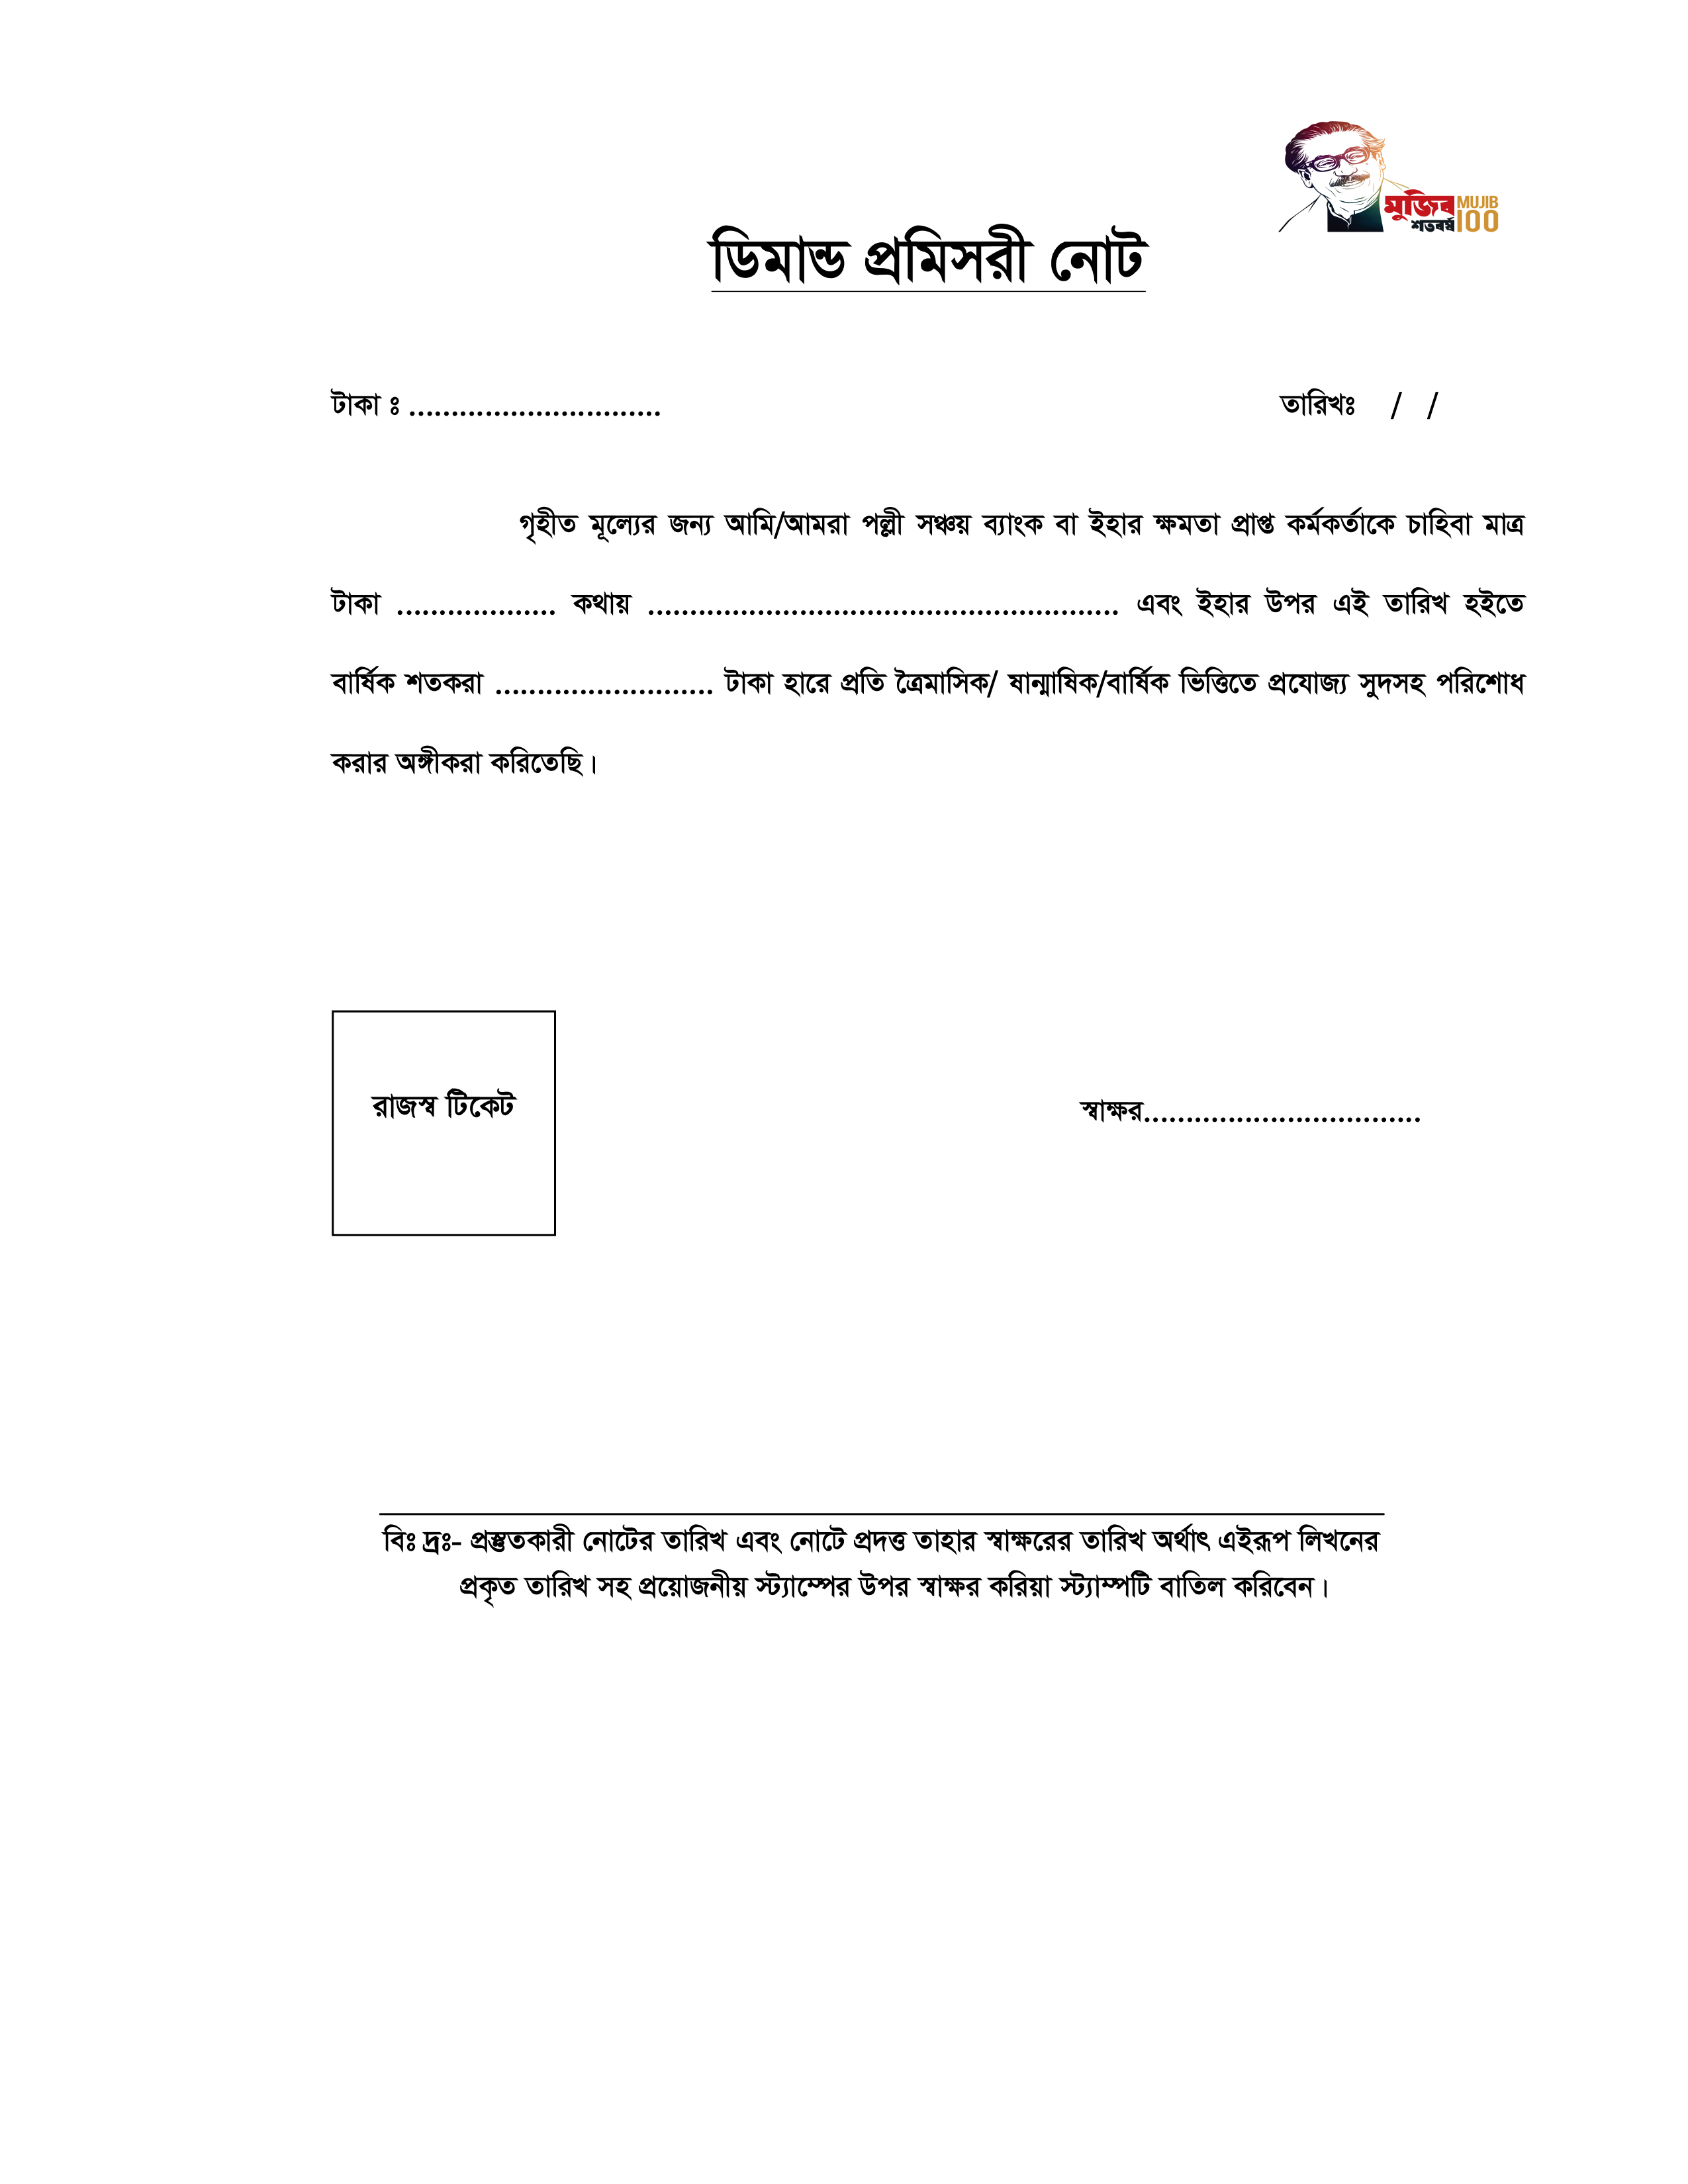 মুজিব MUJIB
শতবর্ষ 100
ডিমান্ড প্রমিসরী নোট
টাকা ঃ .............................. তারিখঃ / /
গৃহীত মূল্যের জন্য আমি/আমরা পল্লী সঞ্চয় ব্যাংক বা ইহার ক্ষমতা প্রাপ্ত কর্মকর্তাকে চাহিবা মাত্র
টাকা ................... কথায় ........................................................ এবং ইহার উপর এই তারিখ হইতে
বার্ষিক শতকরা .......................... টাকা হারে প্রতি ত্রৈমাসিক/ ষান্মাষিক/বার্ষিক ভিত্তিতে প্রযোজ্য সুদসহ পরিশোধ
করার অঙ্গীকরা করিতেছি।
রাজস্ব টিকেট
স্বাক্ষর.................................
বিঃ দ্রঃ- প্রস্তুতকারী নোটের তারিখ এবং নোটে প্রদত্ত তাহার স্বাক্ষরের তারিখ অর্থাৎ এইরূপ লিখনের
প্রকৃত তারিখ সহ প্রয়োজনীয় স্ট্যাম্পের উপর স্বাক্ষর করিয়া স্ট্যাম্পটি বাতিল করিবেন।